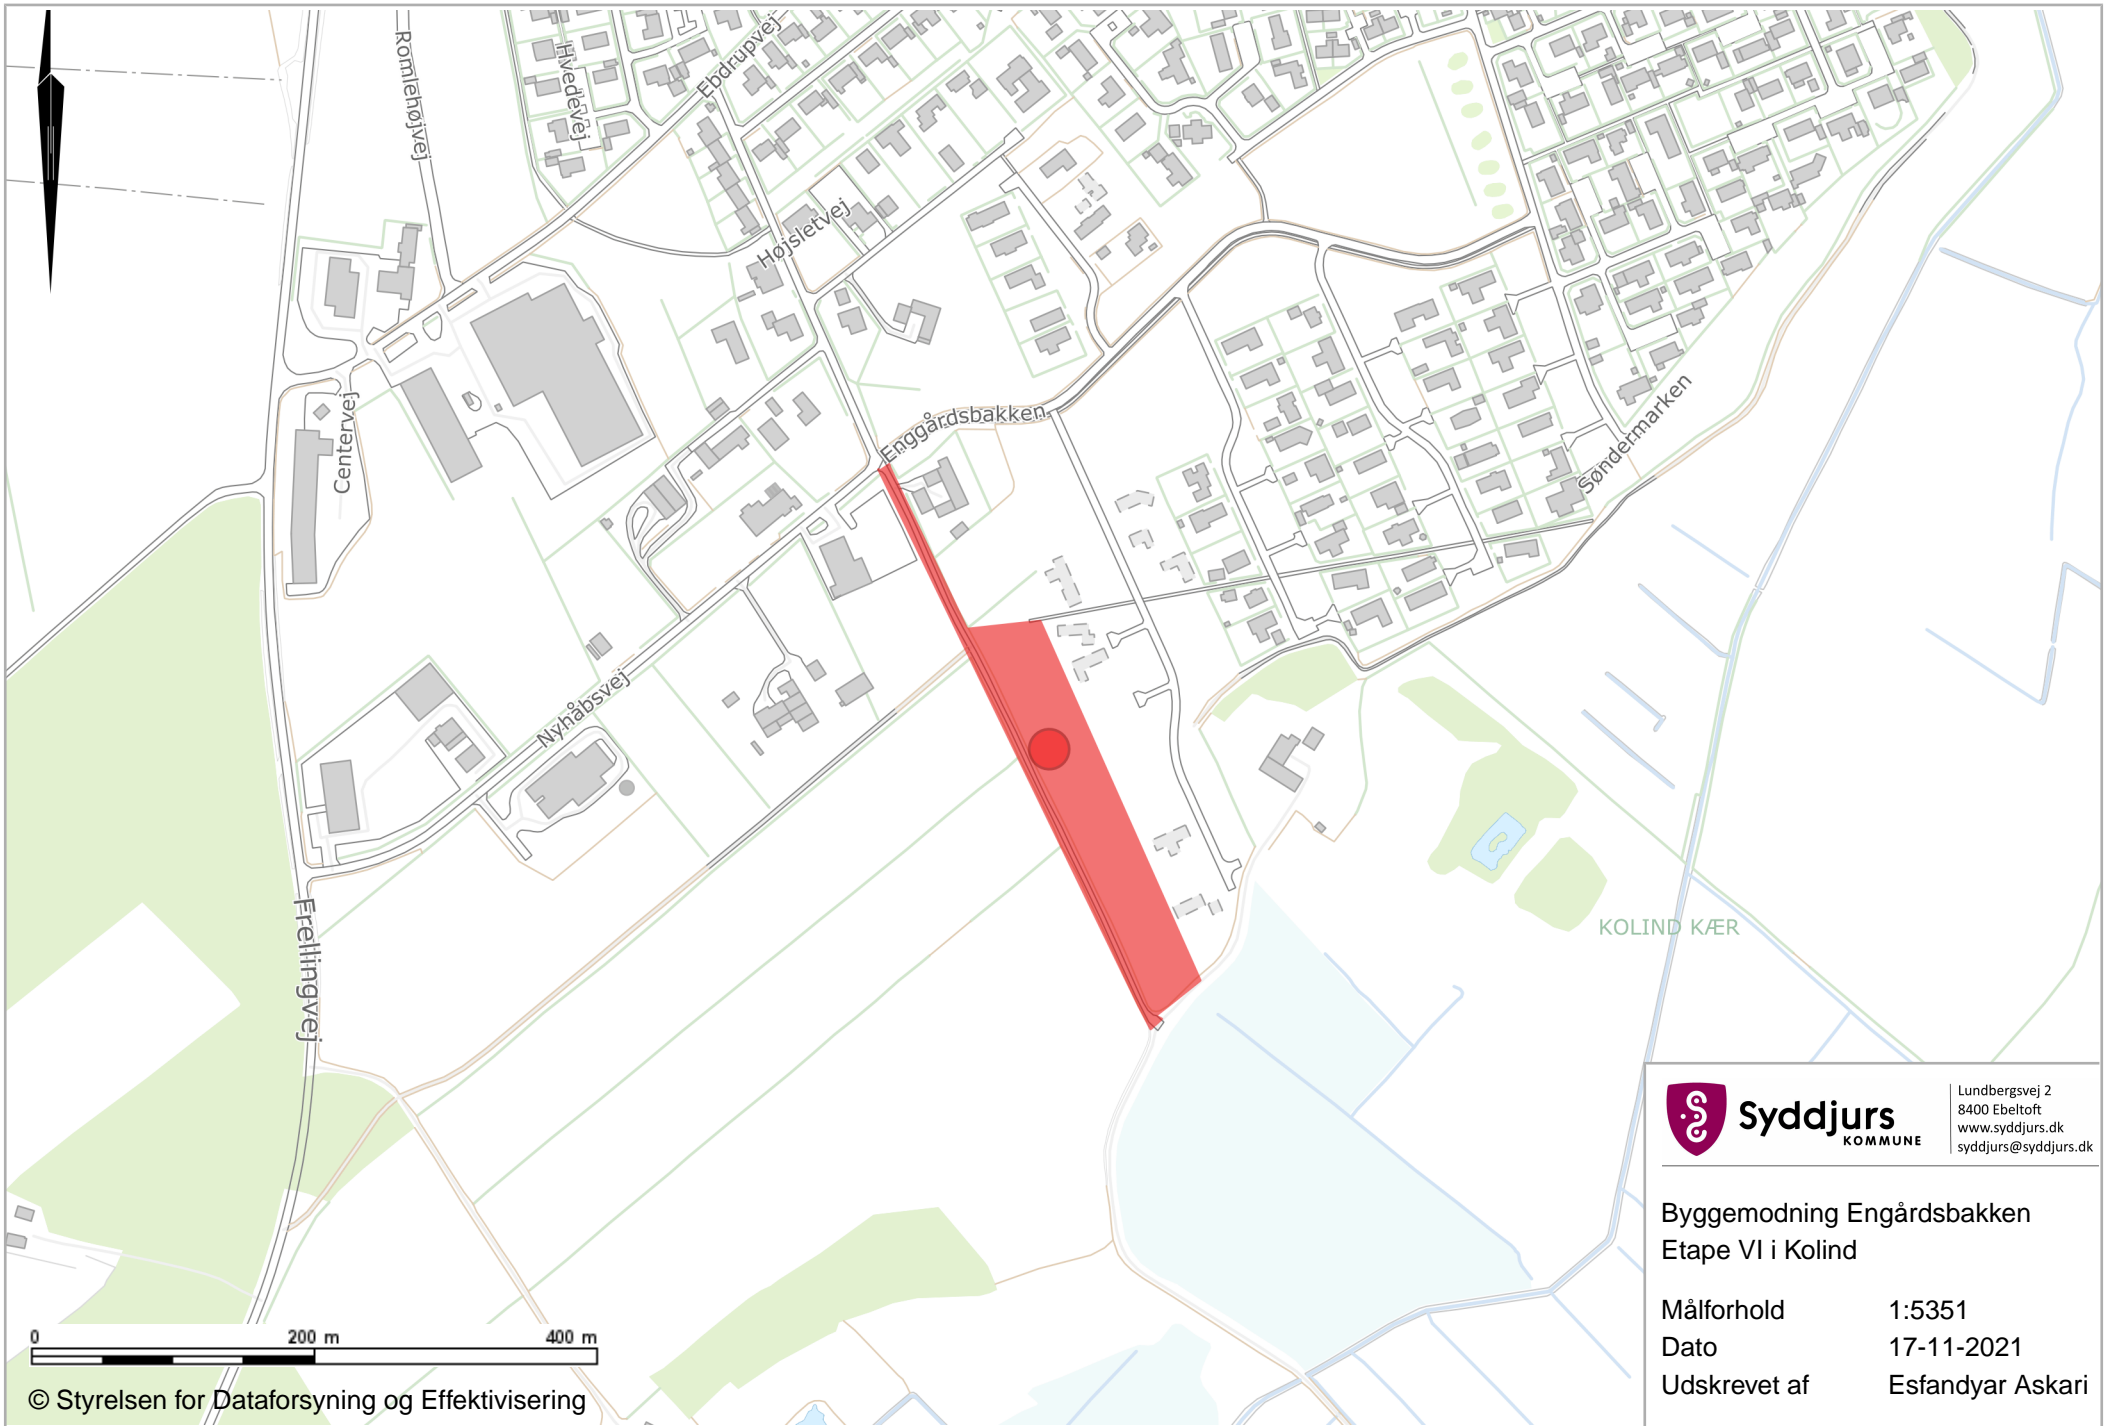 Romlehøjvej
Hvedevej
Ebdrupvej
Højsletvej
Centervej
Enggårdsbakken
Søndermarken
Nyhåbsvej
Frellingvej
KOLIND KÆR
0 200 m 400 m
© Styrelsen for Dataforsyning og Effektivisering
Syddjurs
KOMMUNE
Lundbergsvej 2
8400 Ebeltoft
www.syddjurs.dk
syddjurs@syddjurs.dk
Byggemodning Engårdsbakken
Etape VI i Kolind
Målforhold 1:5351
Dato 17-11-2021
Udskrevet af Esfandyar Askari